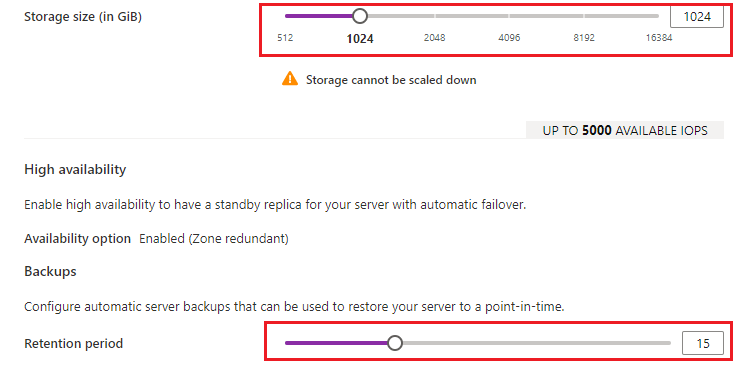 Storage size (in GiB) 1024
512 1024 2048 4096 8192 16384
Storage cannot be scaled down
UP TO 5000 AVAILABLE IOPS
High availability
Enable high availability to have a standby replica for your server with automatic failover.
Availability option Enabled (Zone redundant)
Backups
Configure automatic server backups that can be used to restore your server to a point-in-time.
Retention period 15